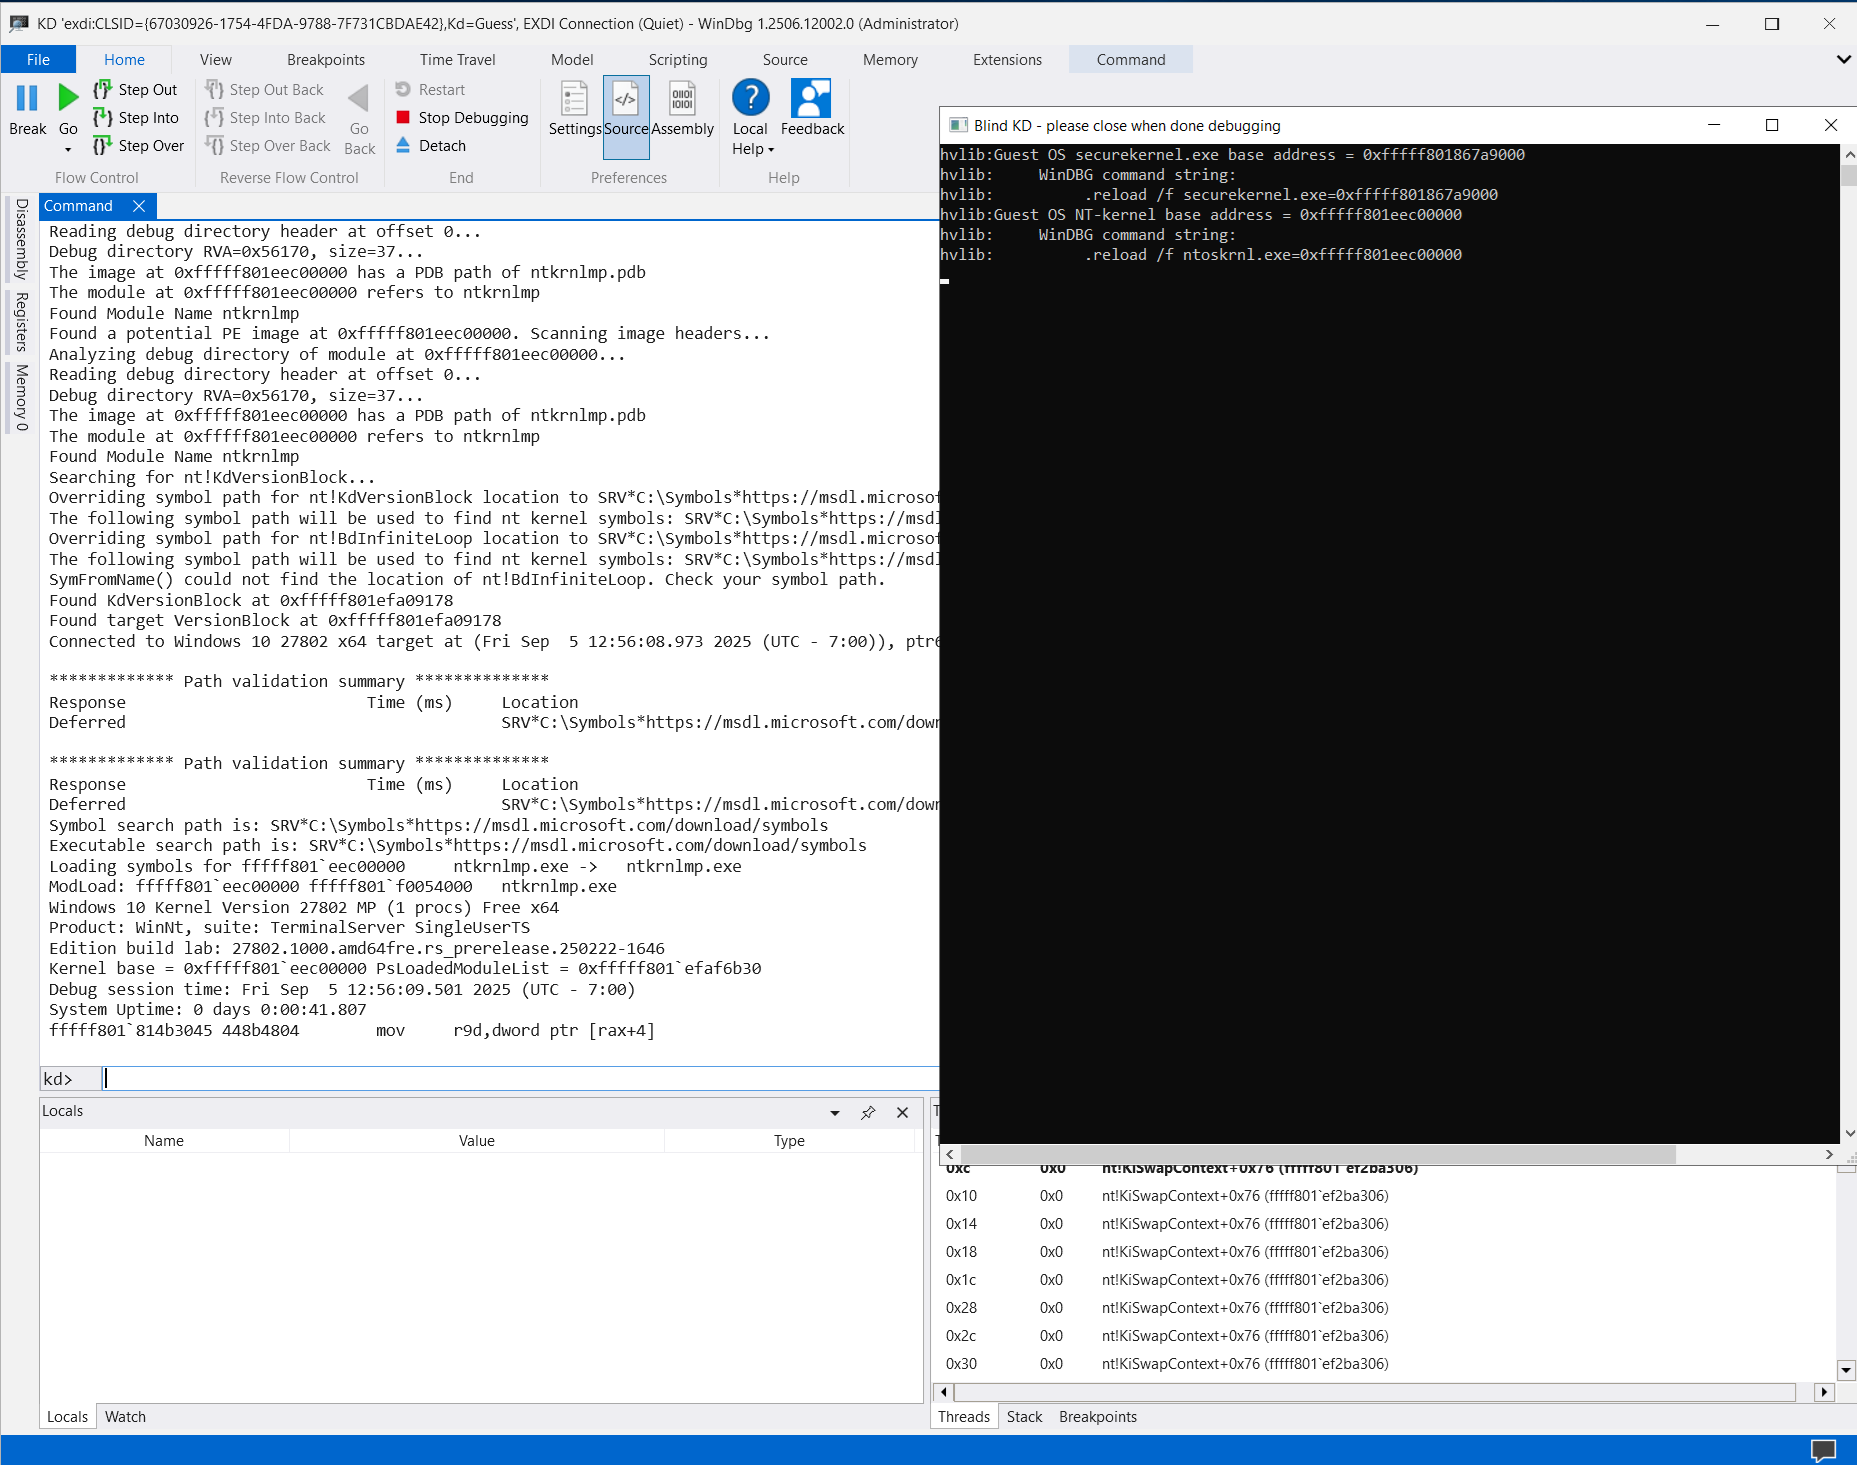 KD 'exdi:CLSID={67030926-1754-4FDA-9788-7F731CBDAE42},Kd=Guess', EXDI Connection (Quiet) - WinDbg 1.2506.12002.0 (Administrator)
File Home View Breakpoints Time Travel Model Scripting Source Memory Extensions Command
Break
Go
Step Out
Step Into
Step Over
Flow Control
Step Out Back
Step Into Back
Step Over Back
Go Back
Reverse Flow Control
Restart
Stop Debugging
Detach
End
Settings Source Assembly
Preferences
Local Help
Feedback
Help
Disassembly
Registers
Memory 0
Command
Reading debug directory header at offset 0...
Debug directory RVA=0x56170, size=37...
The image at 0xfffff801eec00000 has a PDB path of ntkrnlmp.pdb
The module at 0xfffff801eec00000 refers to ntkrnlmp
Found Module Name ntkrnlmp
Found a potential PE image at 0xfffff801eec00000. Scanning image headers...
Analyzing debug directory of module at 0xfffff801eec00000...
Reading debug directory header at offset 0...
Debug directory RVA=0x56170, size=37...
The image at 0xfffff801eec00000 has a PDB path of ntkrnlmp.pdb
The module at 0xfffff801eec00000 refers to ntkrnlmp
Found Module Name ntkrnlmp
Searching for nt!KdVersionBlock...
Overriding symbol path for nt!KdVersionBlock location to SRV*C:\Symbols*https://msdl.microsof
The following symbol path will be used to find nt kernel symbols: SRV*C:\Symbols*https://msdl
Overriding symbol path for nt!BdInfiniteLoop location to SRV*C:\Symbols*https://msdl.microsof
The following symbol path will be used to find nt kernel symbols: SRV*C:\Symbols*https://msdl
SymFromName() could not find the location of nt!BdInfiniteLoop. Check your symbol path.
Found KdVersionBlock at 0xfffff801efa09178
Found target VersionBlock at 0xfffff801efa09178
Connected to Windows 10 27802 x64 target at (Fri Sep  5 12:56:08.973 2025 (UTC - 7:00)), ptr6
************* Path validation summary **************
Response                         Time (ms)     Location
Deferred                                       SRV*C:\Symbols*https://msdl.microsoft.com/down
************* Path validation summary **************
Response                         Time (ms)     Location
Deferred                                       SRV*C:\Symbols*https://msdl.microsoft.com/down
Symbol search path is: SRV*C:\Symbols*https://msdl.microsoft.com/download/symbols
Executable search path is: SRV*C:\Symbols*https://msdl.microsoft.com/download/symbols
Loading symbols for fffff801`eec00000     ntkrnlmp.exe ->   ntkrnlmp.exe
ModLoad: fffff801`eec00000 fffff801`f0054000   ntkrnlmp.exe
Windows 10 Kernel Version 27802 MP (1 procs) Free x64
Product: WinNt, suite: TerminalServer SingleUserTS
Edition build lab: 27802.1000.amd64fre.rs_prerelease.250222-1646
Kernel base = 0xfffff801`eec00000 PsLoadedModuleList = 0xfffff801`efaf6b30
Debug session time: Fri Sep  5 12:56:09.501 2025 (UTC - 7:00)
System Uptime: 0 days 0:00:41.807
fffff801`814b3045 448b4804        mov     r9d,dword ptr [rax+4]
kd>
Blind KD - please close when done debugging
hvlib:Guest OS securekernel.exe base address = 0xfffff801867a9000
hvlib:     WinDBG command string:
hvlib:          .reload /f securekernel.exe=0xfffff801867a9000
hvlib:Guest OS NT-kernel base address = 0xfffff801eec00000
hvlib:     WinDBG command string:
hvlib:          .reload /f ntoskrnl.exe=0xfffff801eec00000
Locals
Name Value Type
Locals Watch
0xc 0x0 nt!KiSwapContext+0x76 (fffff801`ef2ba306)
0x10 0x0 nt!KiSwapContext+0x76 (fffff801`ef2ba306)
0x14 0x0 nt!KiSwapContext+0x76 (fffff801`ef2ba306)
0x18 0x0 nt!KiSwapContext+0x76 (fffff801`ef2ba306)
0x1c 0x0 nt!KiSwapContext+0x76 (fffff801`ef2ba306)
0x28 0x0 nt!KiSwapContext+0x76 (fffff801`ef2ba306)
0x2c 0x0 nt!KiSwapContext+0x76 (fffff801`ef2ba306)
0x30 0x0 nt!KiSwapContext+0x76 (fffff801`ef2ba306)
Threads Stack Breakpoints